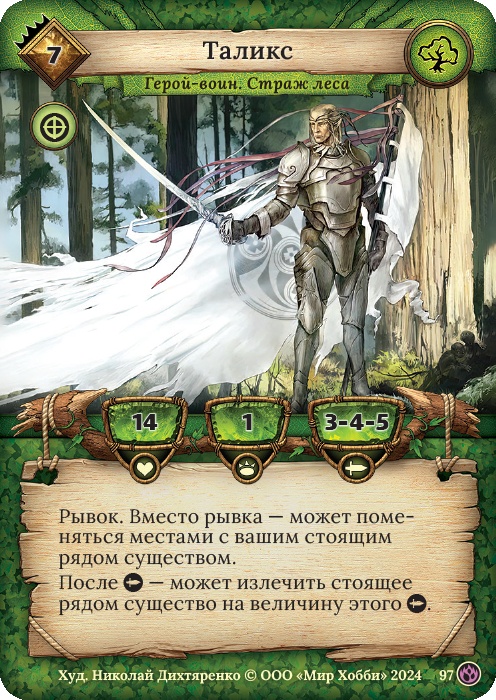 7
Таликс
Герой-воин. Страж леса
14
1
3-4-5
Рывок. Вместо рывка — может поме-
няться местами с вашим стоящим
рядом существом.
После — может излечить стоящее
рядом существо на величину этого .
Худ. Николай Дихтяренко © ООО «Мир Хобби» 2024 97